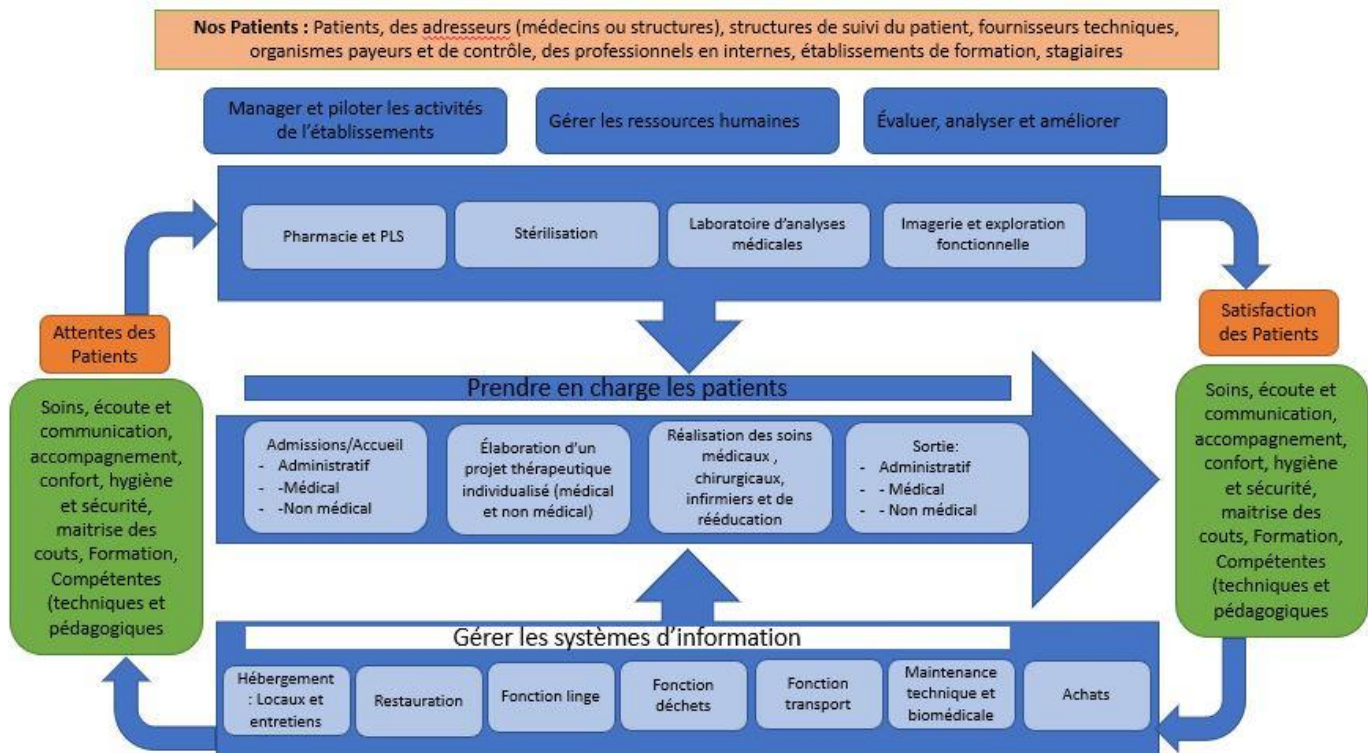 Nos Patients : Patients, des adresseurs (médecins ou structures), structures de suivi du patient, fournisseurs techniques,
organismes payeurs et de contrôle, des professionnels en internes, établissements de formation, stagiaires
Manager et piloter les activités
de l'établissements
Gérer les ressources humaines
Évaluer, analyser et améliorer
Pharmacie et PLS
Stérilisation
Laboratoire d'analyses
médicales
Imagerie et exploration
fonctionnelle
Attentes des
Patients
Satisfaction
des Patients
Soins, écoute et
communication,
accompagnement,
confort, hygiène
et sécurité,
maitrise des
couts, Formation,
Compétentes
(techniques et
pédagogiques
Prendre en charge les patients
Admissions/Accueil
- Administratif
- -Médical
- -Non médical
Élaboration d'un
projet thérapeutique
individualisé (médical
et non médical)
Réalisation des soins
médicaux ,
chirurgicaux,
infirmiers et de
rééducation
Sortie:
- Administratif
- - Médical
- - Non médical
Soins, écoute et
communication,
accompagnement,
confort, hygiène
et sécurité,
maitrise des
couts, Formation,
Compétentes
(techniques et
pédagogiques
Gérer les systèmes d'information
Hébergement
: Locaux et
entretiens
Restauration
Fonction linge
Fonction
déchets
Fonction
transport
Maintenance
technique et
biomédicale
Achats